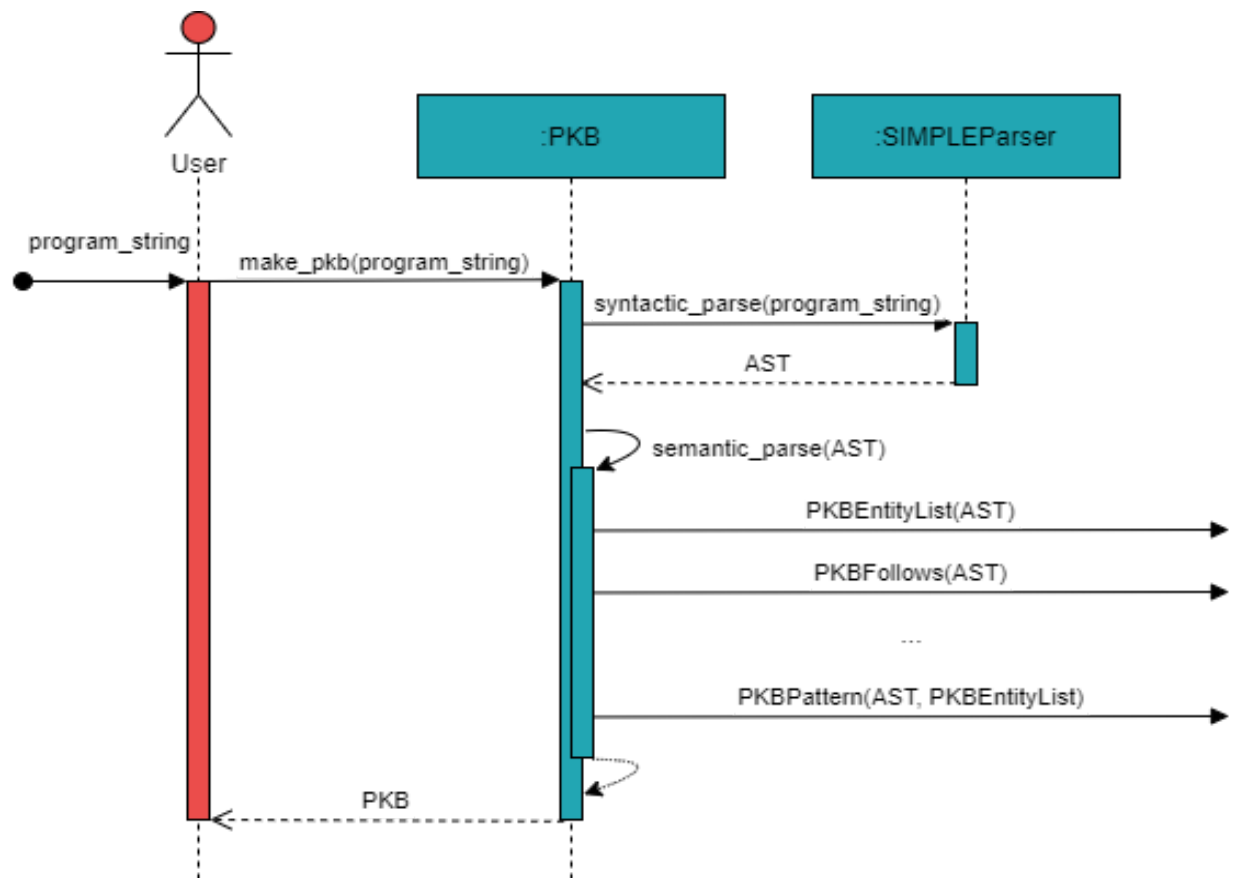 :PKB
:SIMPLEParser
User
program_string
make_pkb(program_string)
syntactic_parse(program_string)
AST
semantic_parse(AST)
PKBEntityList(AST)
PKBFollows(AST)
...
PKBPattern(AST, PKBEntityList)
PKB